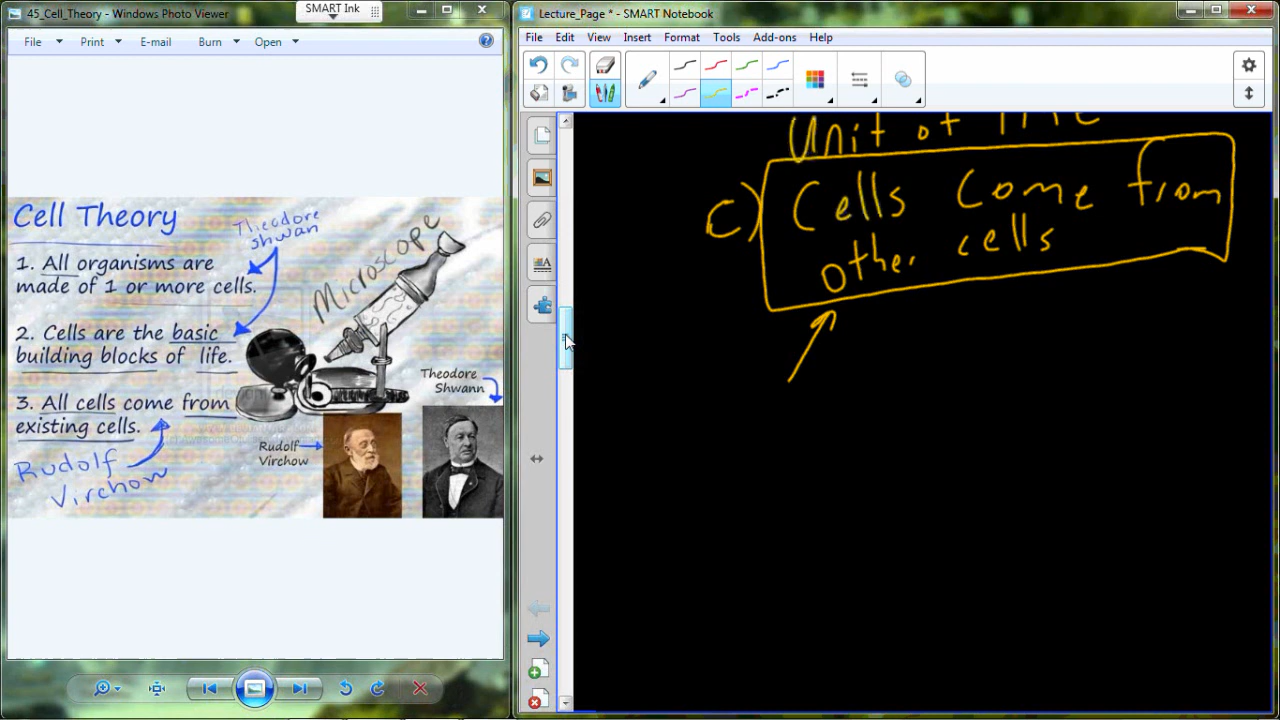 45_Cell_Theory - Windows Photo Viewer
SMART Ink
File Print E-mail Burn Open
Cell Theory
Theodore
shwan
1. All organisms are
made of 1 or more cells.
Microscope
2. Cells are the basic
building blocks of life.
Theodore
Shwann
3. All cells come from
existing cells.
Rudolf
Virchow
Rudolf
Virchow
Lecture_Page * - SMART Notebook
File Edit View Insert Format Tools Add-ons Help
Unit of life
C) Cells come from
other cells